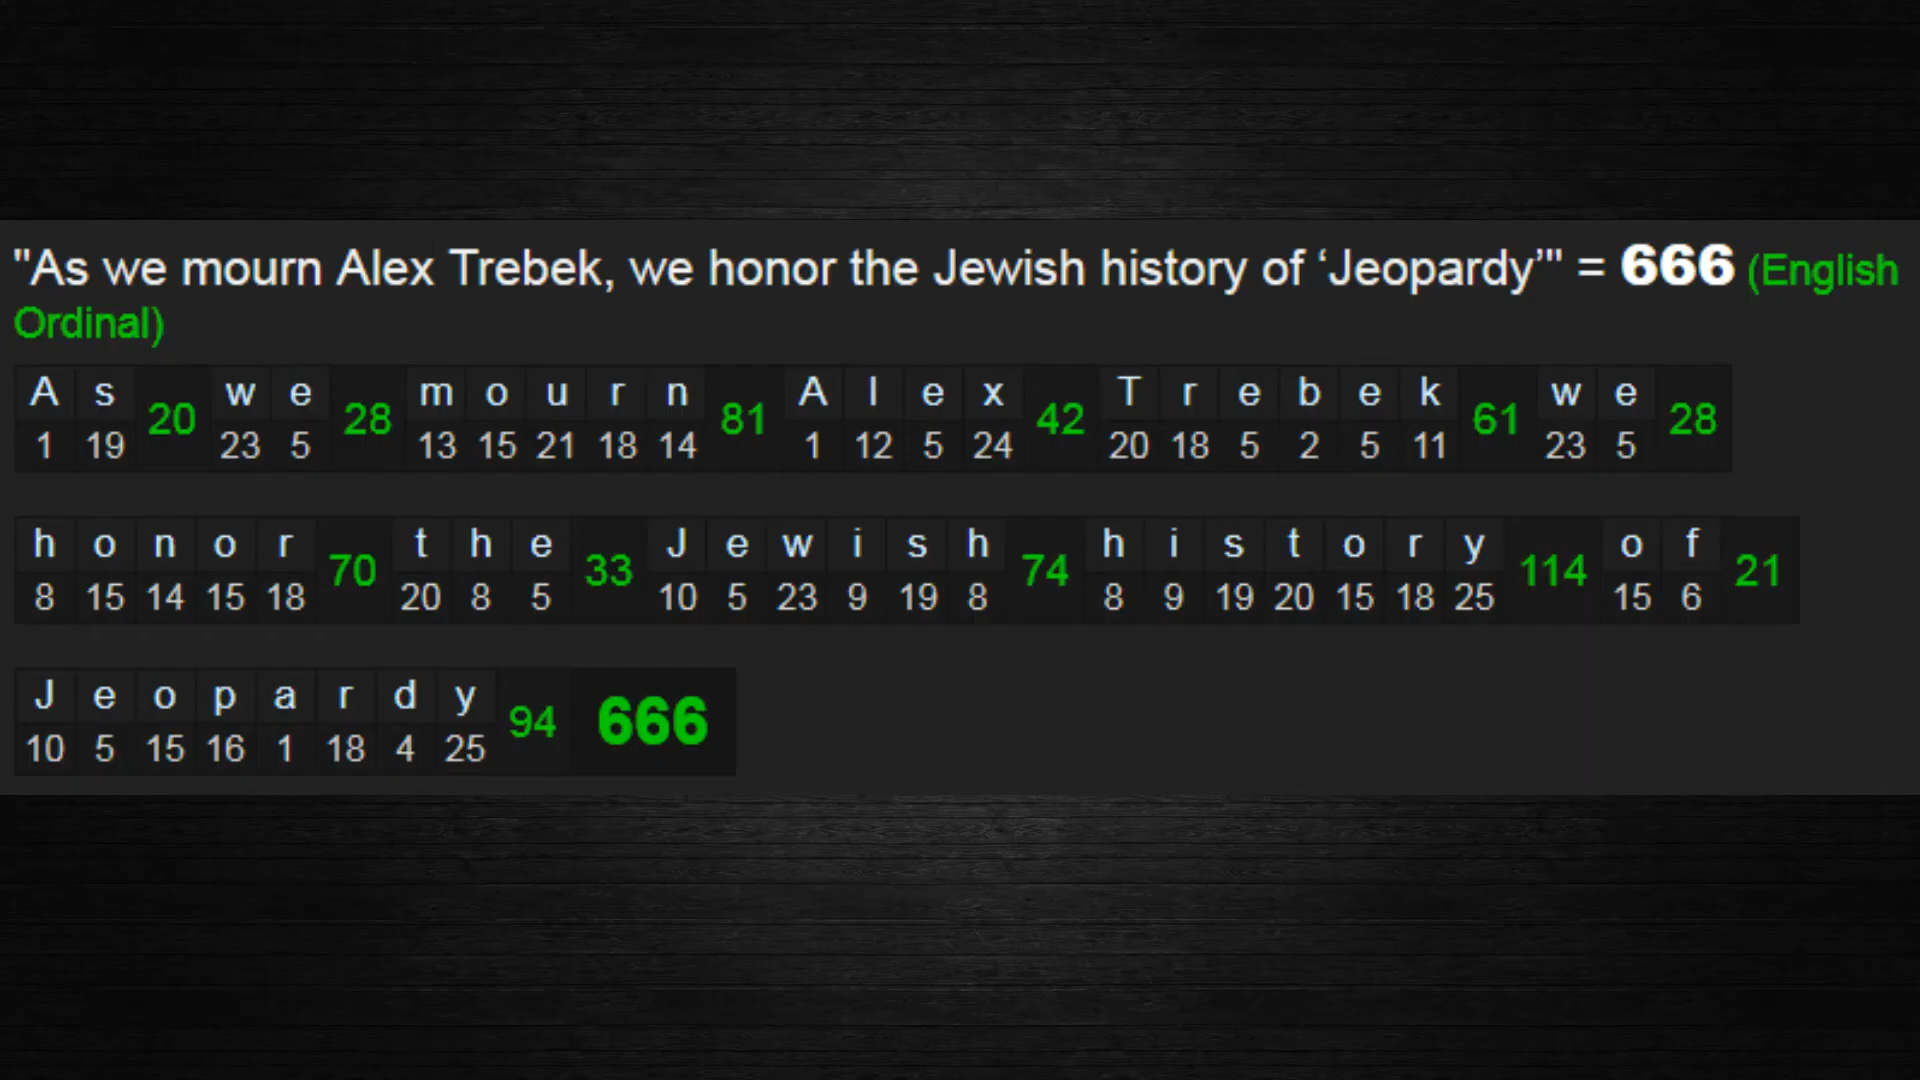 "As we mourn Alex Trebek, we honor the Jewish history of ‘Jeopardy’" = 666 (English
Ordinal)
A s 20 w e 28 m o u r n 81 A l e x 42 T r e b e k 61 w e 28
1 19 23 5 13 15 21 18 14 1 12 5 24 20 18 5 2 5 11 23 5
h o n o r 70 t h e 33 J e w i s h 74 h i s t o r y 114 o f 21
8 15 14 15 18 20 8 5 10 5 23 9 19 8 8 9 19 20 15 18 25 15 6
J e o p a r d y 94 666
10 5 15 16 1 18 4 25